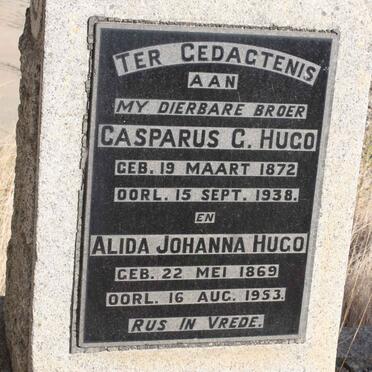 TER GEDACTENIS
AAN
MY DIERBARE BROER
CASPARUS C. HUGO
GEB. 19 MAART 1872
OORL. 15 SEPT. 1938.
EN
ALIDA JOHANNA HUGO
GEB. 22 MEI 1869
OORL. 16 AUG. 1953.
RUS IN VREDE.